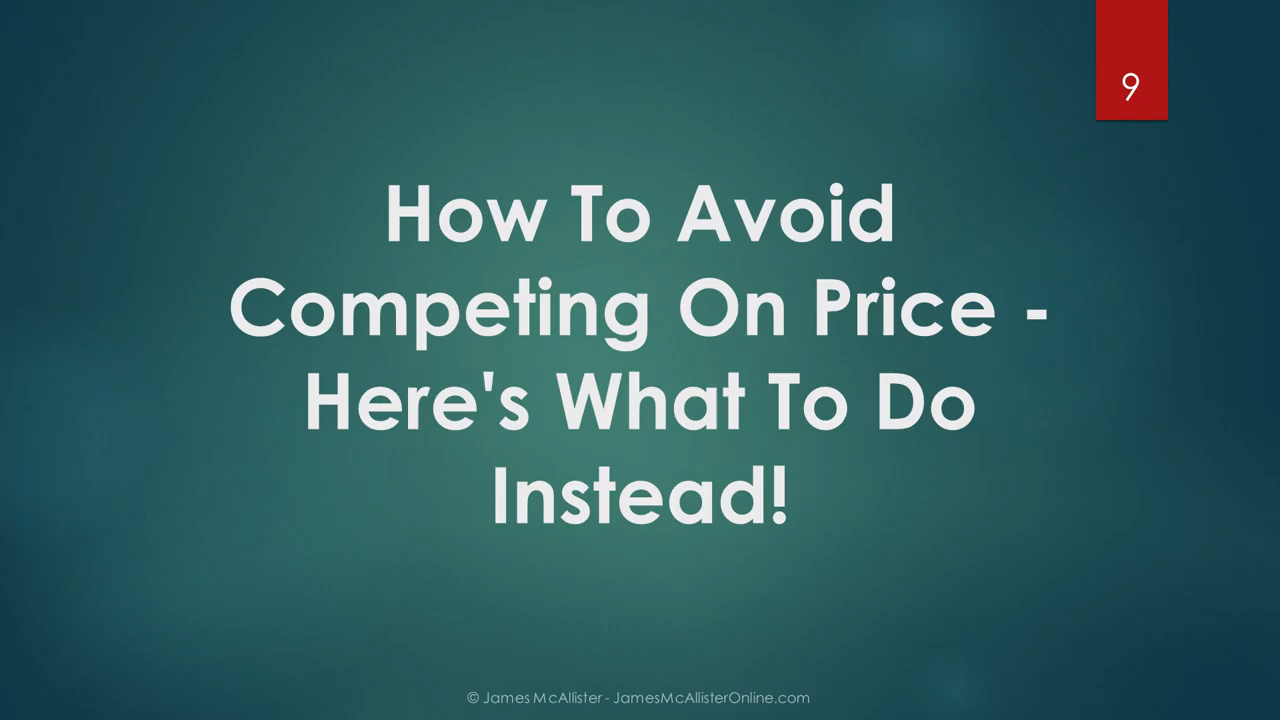 9
How To Avoid
Competing On Price -
Here's What To Do
Instead!
© James McAllister - JamesMcAllisterOnline.com